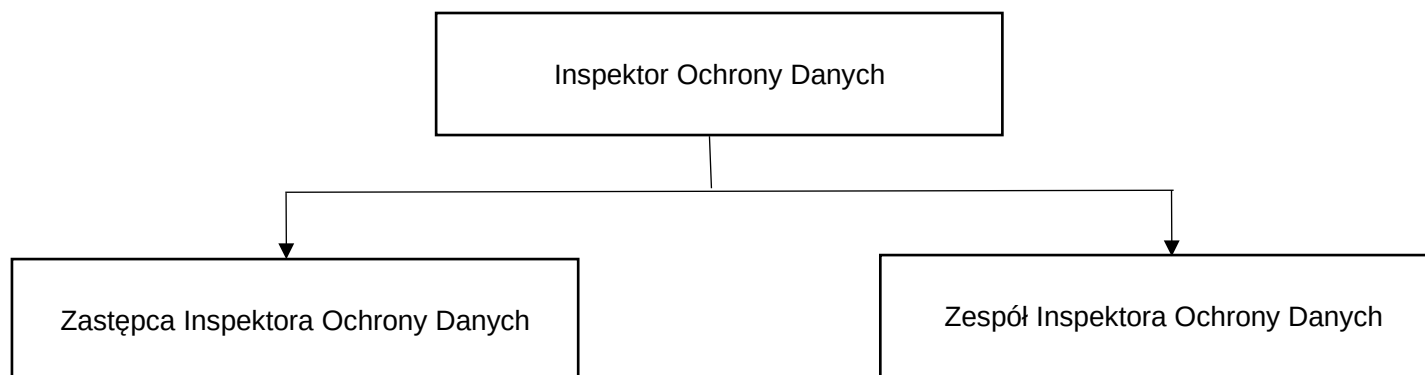 Inspektor Ochrony Danych
Zastępca Inspektora Ochrony Danych
Zespół Inspektora Ochrony Danych